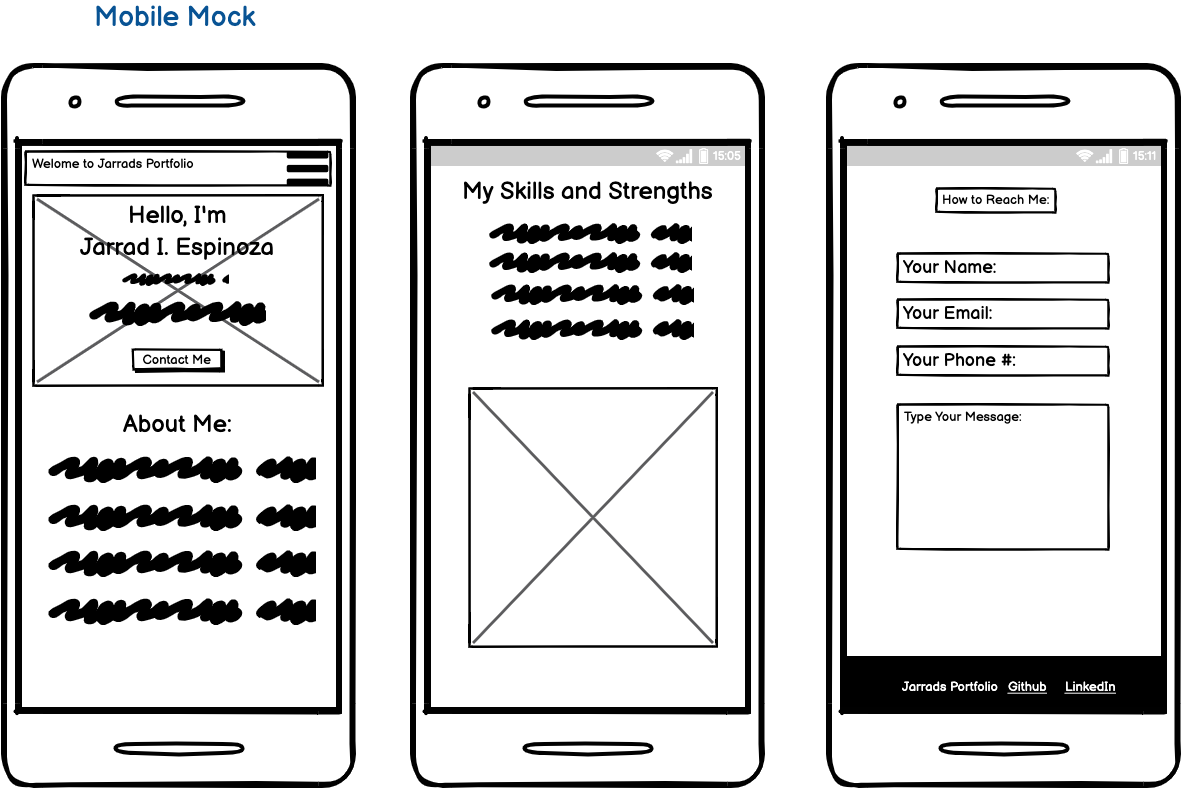 Mobile Mock
Welome to Jarrads Portfolio
Hello, I'm
Jarrad I. Espinoza
Contact Me
About Me:
15:05
My Skills and Strengths
15:11
How to Reach Me:
Your Name:
Your Email:
Your Phone #:
Type Your Message:
Jarrads Portfolio Github LinkedIn